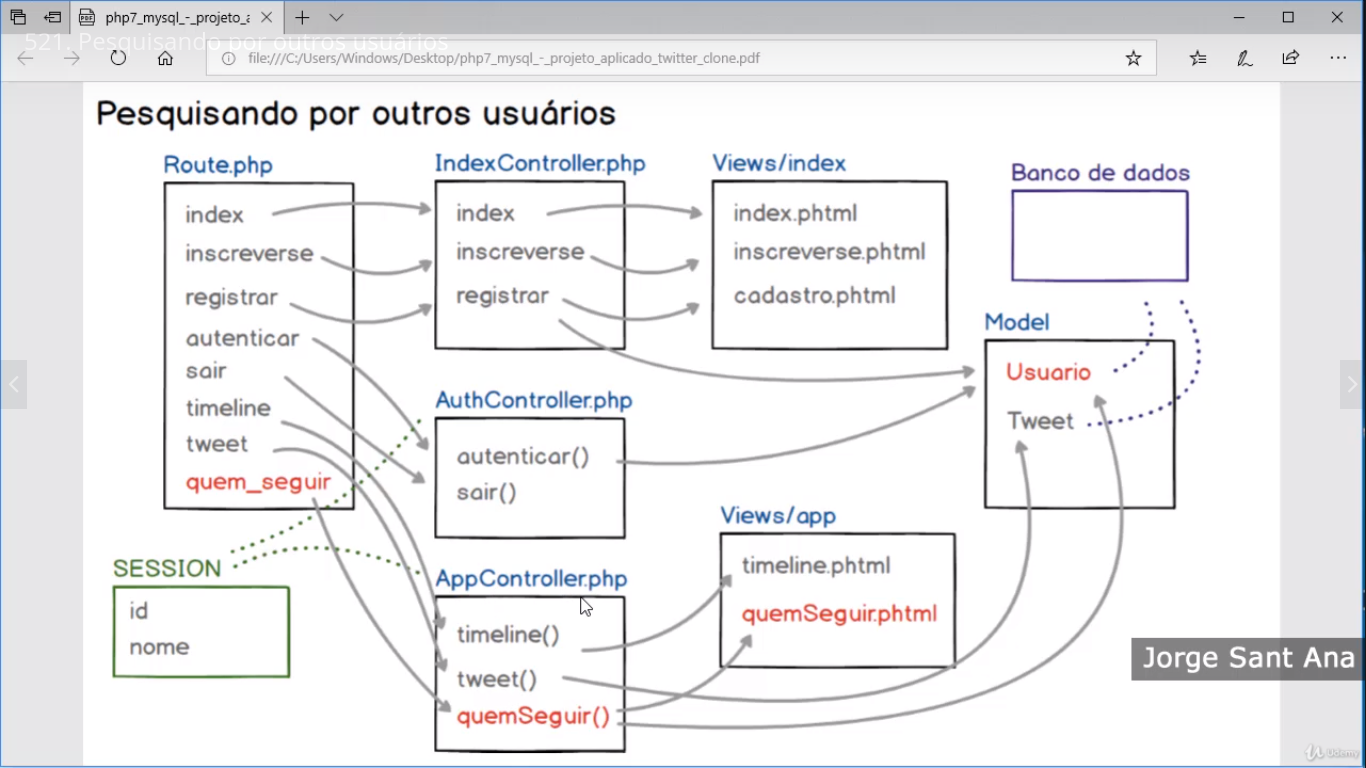 php7_mysql_-_projeto_a
521. Pesquisando por outros usuários
file:///C:/Users/Windows/Desktop/php7_mysql_-_projeto_aplicado_twitter_clone.pdf
Pesquisando por outros usuários
Route.php
index
inscreverse
registrar
autenticar
sair
timeline
tweet
quem_seguir
IndexController.php
index
inscreverse
registrar
Views/index
index.phtml
inscreverse.phtml
cadastro.phtml
Banco de dados
Model
Usuario
Tweet
AuthController.php
autenticar()
sair()
Views/app
timeline.phtml
quemSeguir.phtml
SESSION
id
nome
AppController.php
timeline()
tweet()
quemSeguir()
Jorge Sant Ana
Udemy